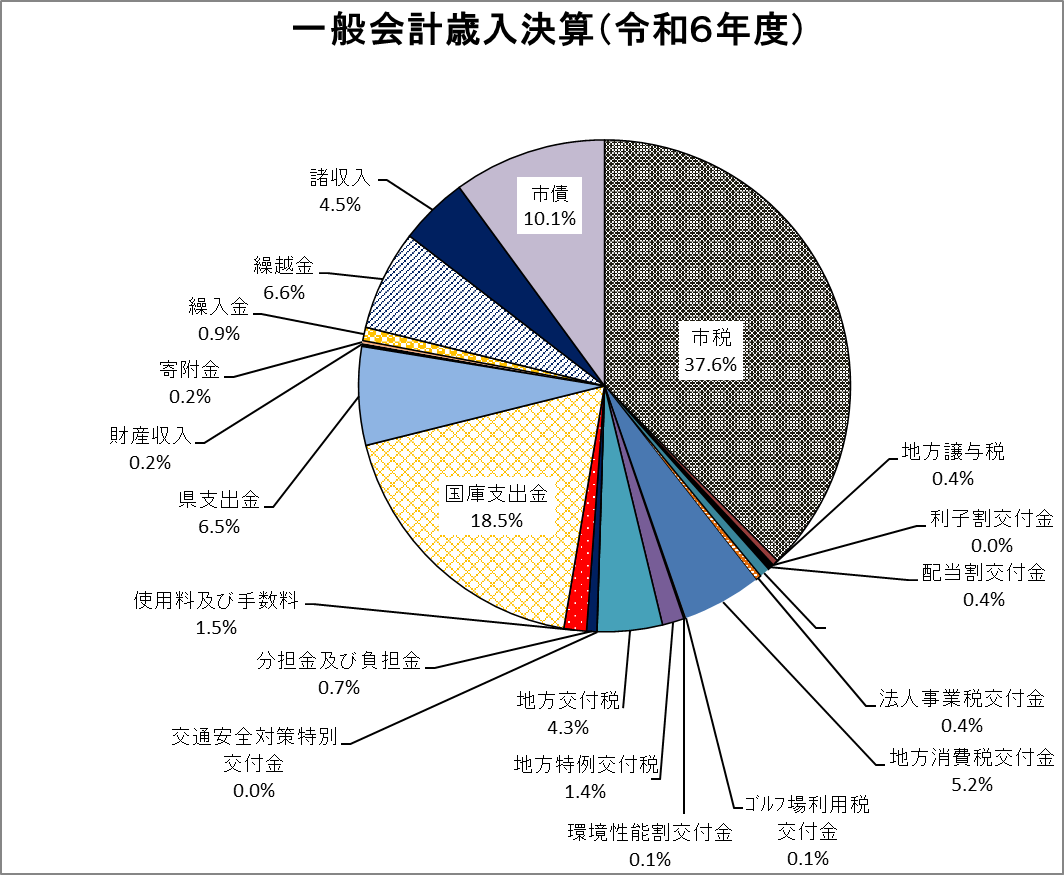 一般会計歳入決算（令和６年度）
市税
37.6%
地方譲与税
0.4%
利子割交付金
0.0%
配当割交付金
0.4%
法人事業税交付金
0.4%
地方消費税交付金
5.2%
ｺﾞﾙﾌ場利用税
交付金
0.1%
環境性能割交付金
0.1%
地方特例交付税
1.4%
地方交付税
4.3%
交通安全対策特別
交付金
0.0%
分担金及び負担金
0.7%
使用料及び手数料
1.5%
国庫支出金
18.5%
県支出金
6.5%
財産収入
0.2%
寄附金
0.2%
繰入金
0.9%
繰越金
6.6%
諸収入
4.5%
市債
10.1%